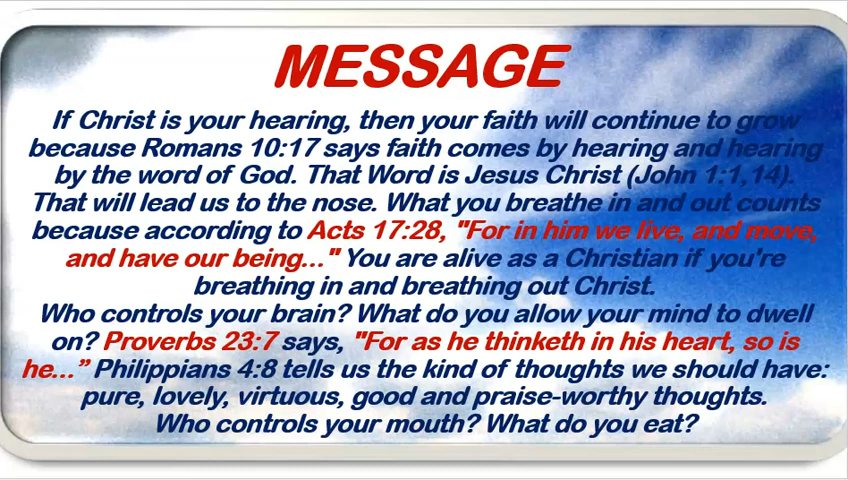 MESSAGE
If Christ is your hearing, then your faith will continue to grow
because Romans 10:17 says faith comes by hearing and hearing
by the word of God. That Word is Jesus Christ (John 1:1,14).
That will lead us to the nose. What you breathe in and out counts
because according to Acts 17:28, "For in him we live, and move,
and have our being..." You are alive as a Christian if you're
breathing in and breathing out Christ.
Who controls your brain? What do you allow your mind to dwell
on? Proverbs 23:7 says, "For as he thinketh in his heart, so is
he...” Philippians 4:8 tells us the kind of thoughts we should have:
pure, lovely, virtuous, good and praise-worthy thoughts.
Who controls your mouth? What do you eat?